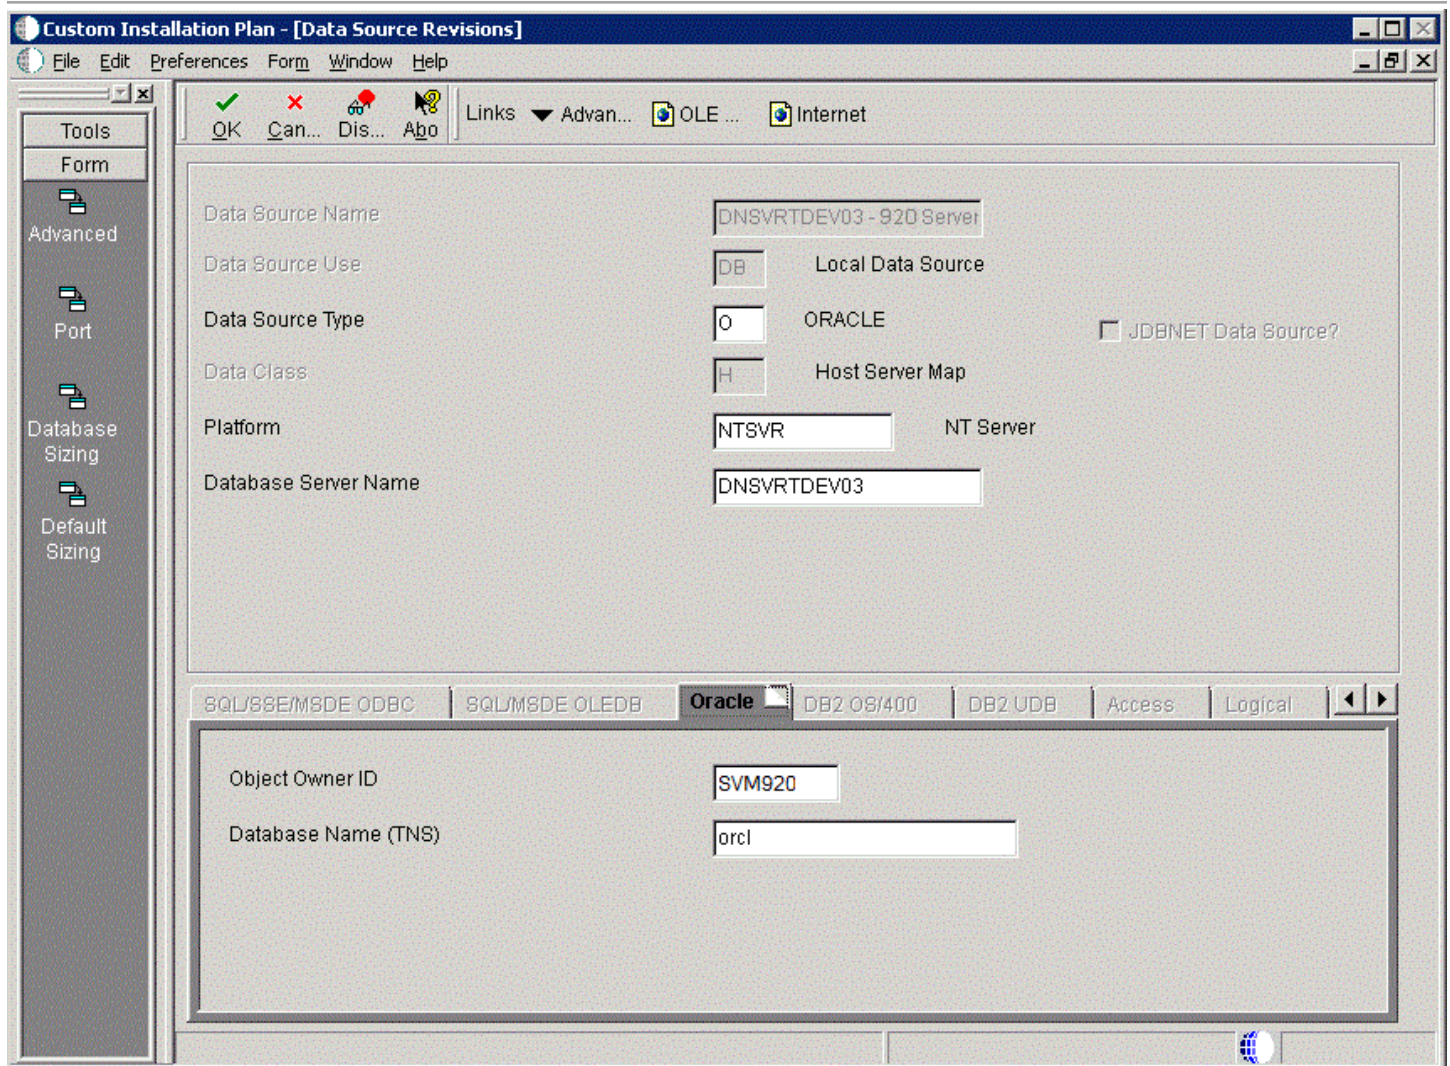 Custom Installation Plan - [Data Source Revisions]
File Edit Preferences Form Window Help
Tools
Form
Advanced
Port
Database
Sizing
Default
Sizing
OK Can... Dis... Abo Links Advan... OLE ... Internet
Data Source Name DNSVRTDEV03 - 920 Server
Data Source Use DB Local Data Source
Data Source Type O ORACLE JDBNET Data Source?
Data Class H Host Server Map
Platform NTSVR NT Server
Database Server Name DNSVRTDEV03
SQL/SSE/MSDE ODBC SQL/MSDE OLEDB Oracle DB2 OS/400 DB2 UDB Access Logical
Object Owner ID SVM920
Database Name (TNS) orcl